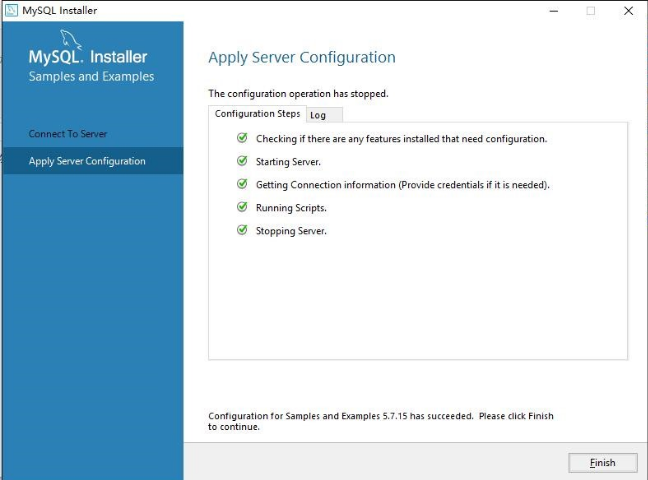 MySQL Installer
MySQL. Installer
Samples and Examples
Connect To Server
Apply Server Configuration
Apply Server Configuration
The configuration operation has stopped.
Configuration Steps Log
Checking if there are any features installed that need configuration.
Starting Server.
Getting Connection information (Provide credentials if it is needed).
Running Scripts.
Stopping Server.
Configuration for Samples and Examples 5.7.15 has succeeded. Please click Finish
to continue.
Finish